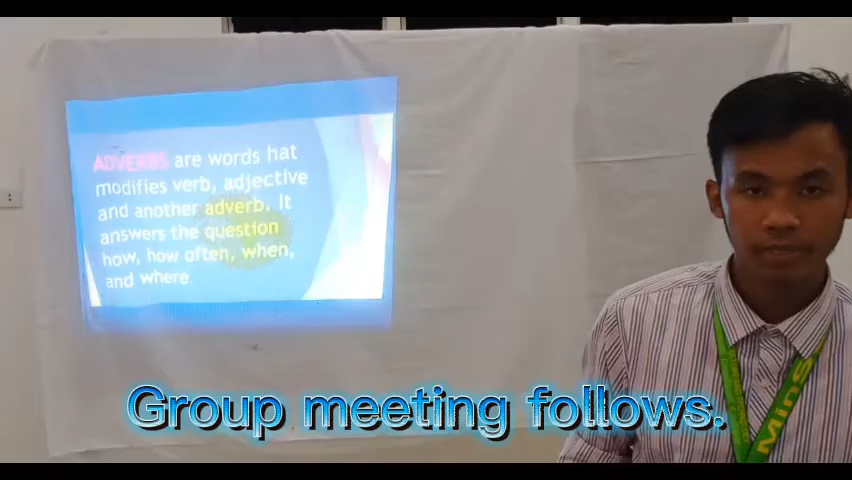 ADVERBS are words hat
modifies verb, adjective
and another adverb. It
answers the question
how, how often, when,
and where.
Group meeting follows.
MinS